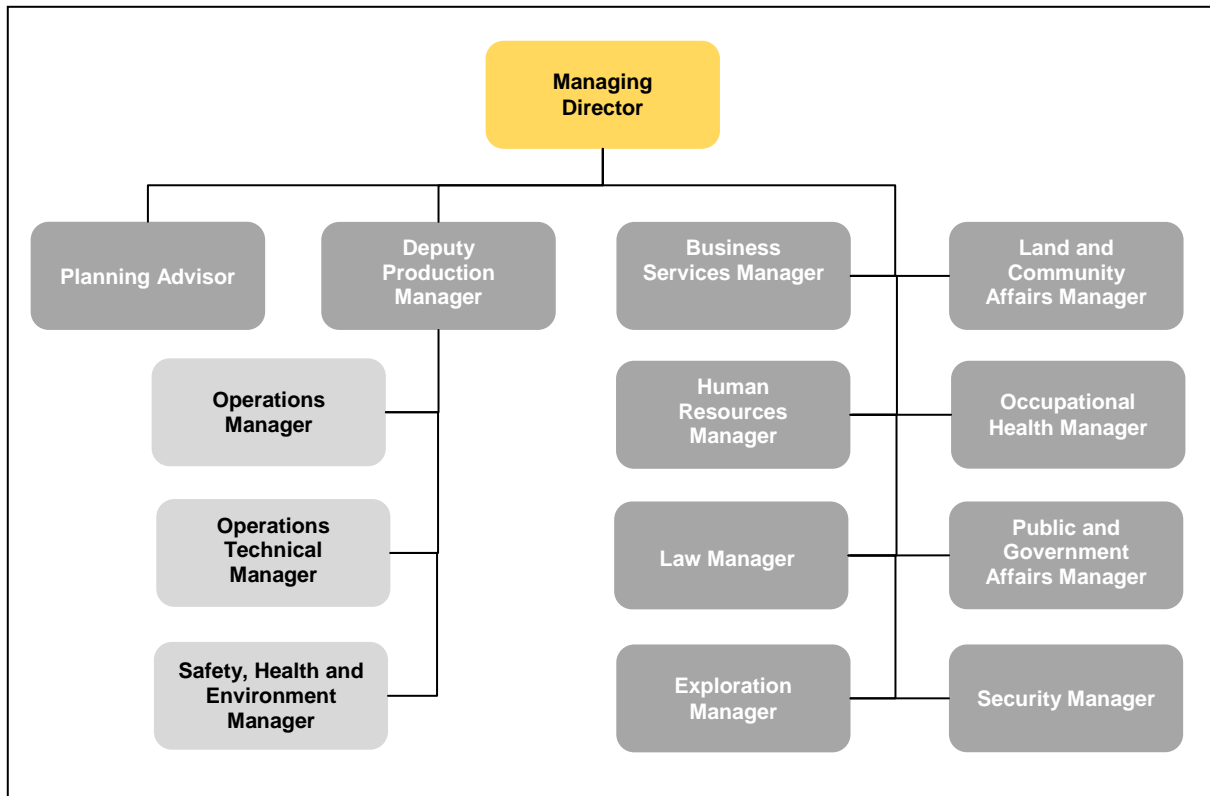 Managing
Director
Planning Advisor
Deputy
Production
Manager
Business
Services Manager
Land and
Community
Affairs Manager
Operations
Manager
Human
Resources
Manager
Occupational
Health Manager
Operations
Technical
Manager
Law Manager
Public and
Government
Affairs Manager
Safety, Health and
Environment
Manager
Exploration
Manager
Security Manager